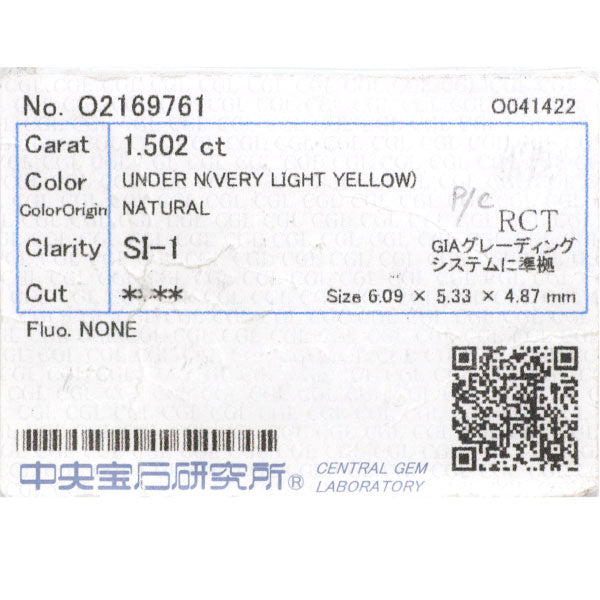 No. O2169761 O041422
Carat 1.502 ct
Color UNDER N(VERY LIGHT YELLOW)
ColorOrigin NATURAL
P/C
RCT
Clarity SI-1
GIAグレーディング
システムに準拠
Cut **.** Size 6.09 × 5.33 × 4.87 mm
Fluo. NONE
中央宝石研究所® CENTRAL GEM
LABORATORY